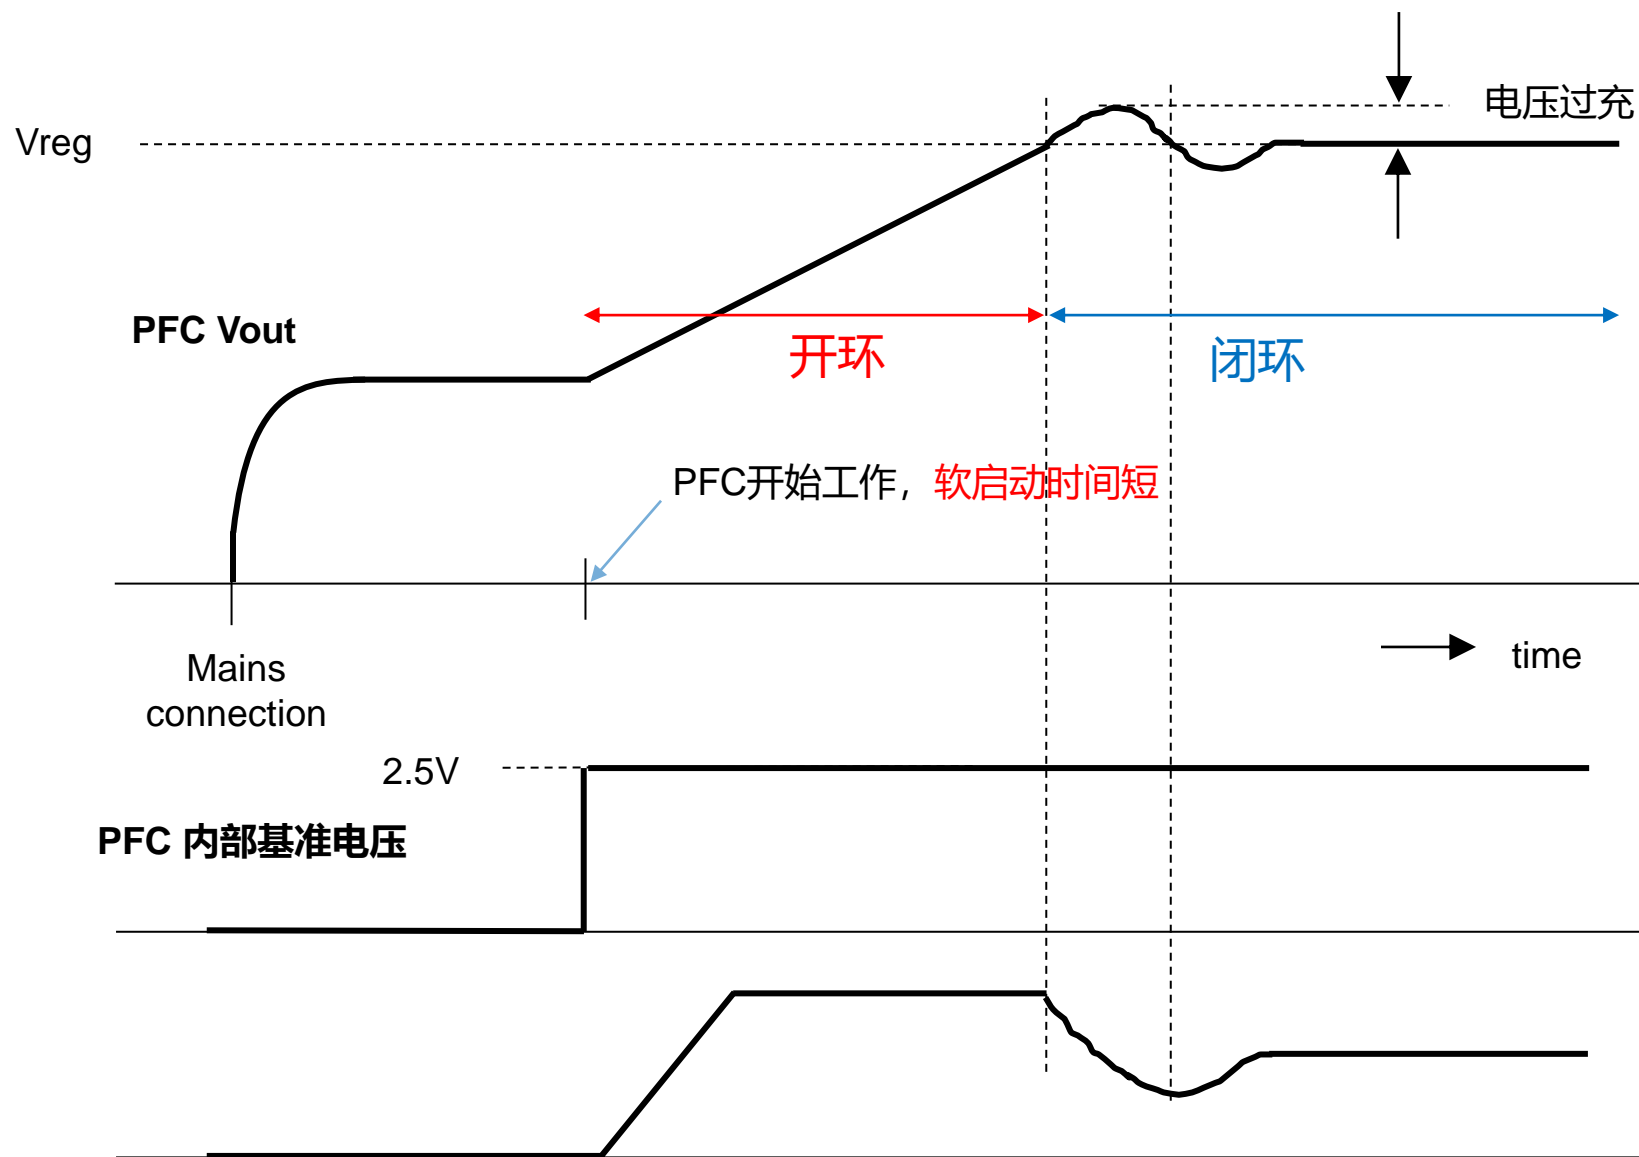 电压过充
Vreg
PFC Vout
开环
闭环
PFC开始工作，软启动时间短
Mains
connection
time
2.5V
PFC 内部基准电压